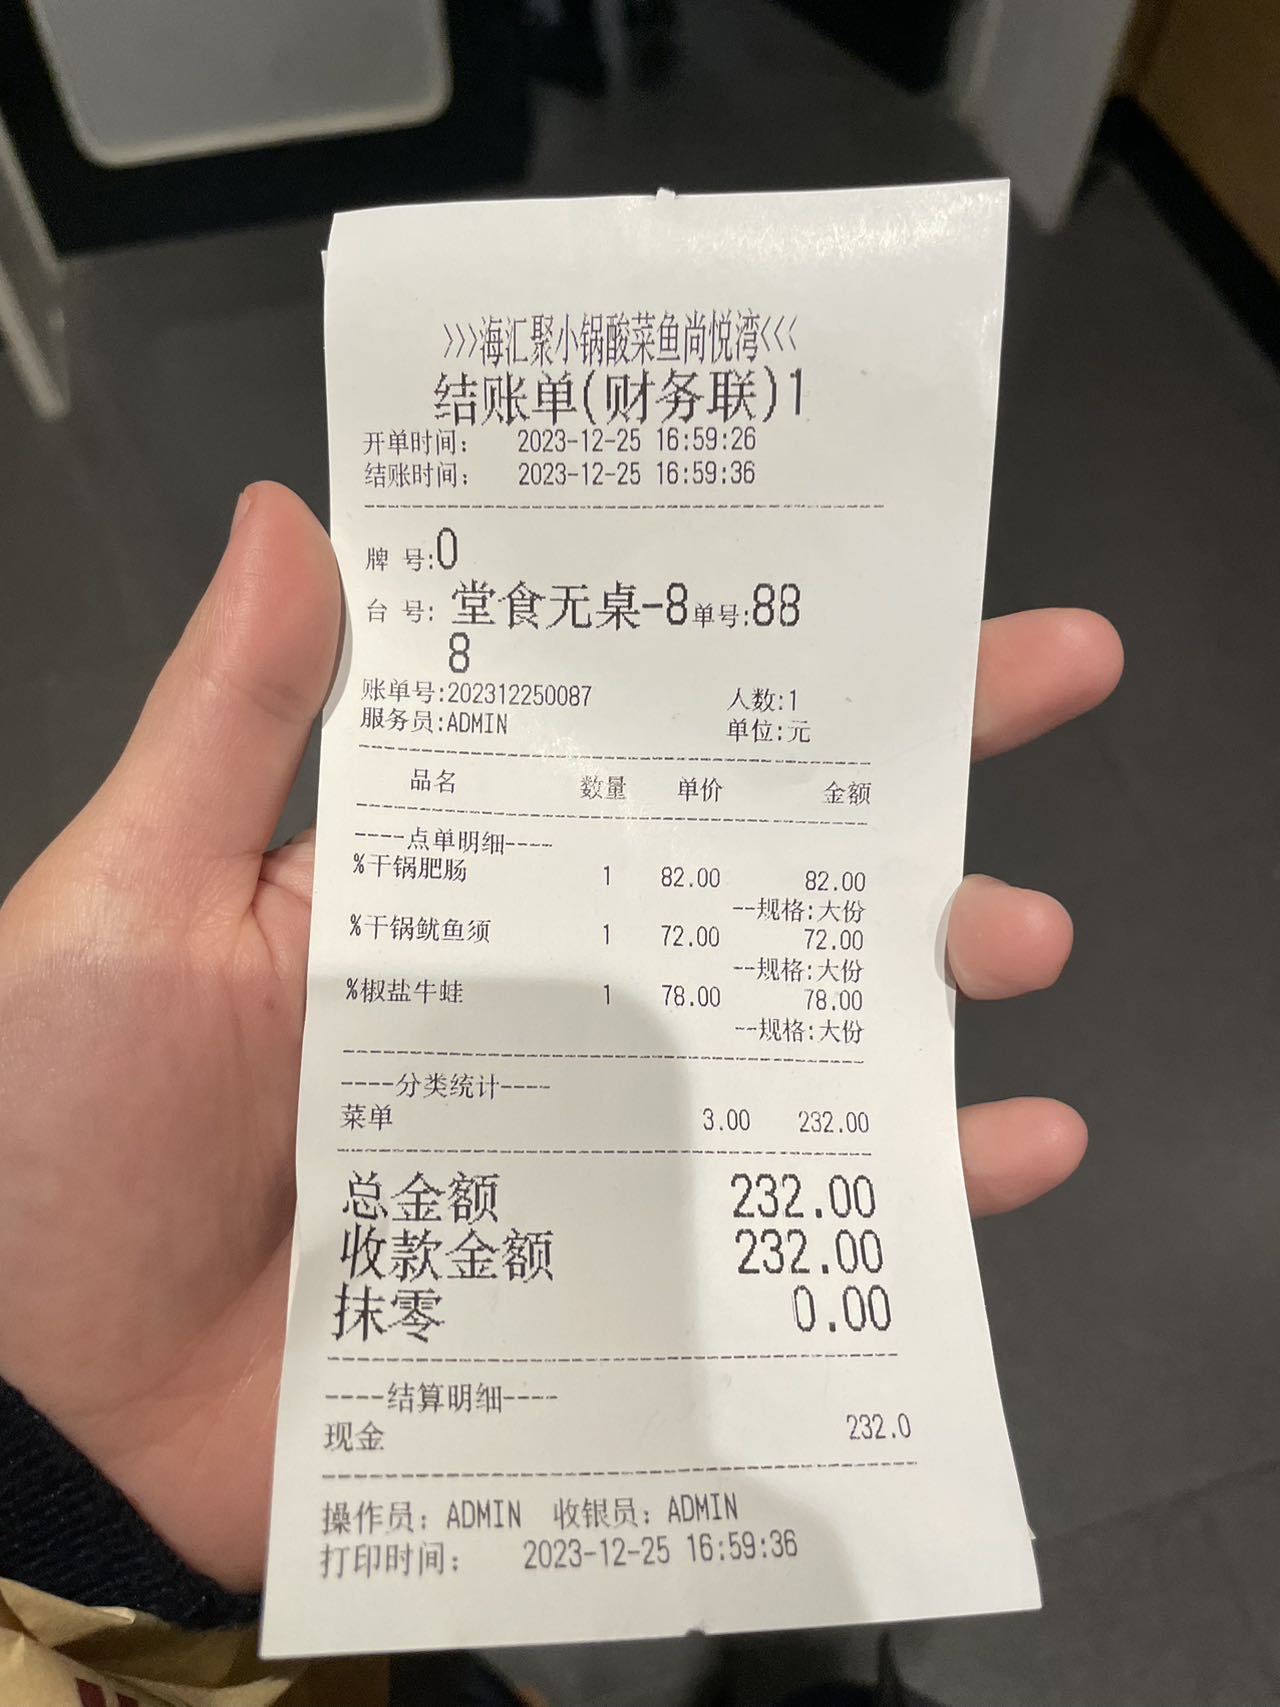 >>>海汇聚小锅酸菜鱼尚悦湾<<<
结账单(财务联)1
开单时间: 2023-12-25 16:59:26
结账时间: 2023-12-25 16:59:36
牌 号:0
台 号: 堂食无桌-8单号:88
8
账单号:202312250087 人数:1
服务员:ADMIN 单位:元
品名 数量 单价 金额
----点单明细----
%干锅肥肠 1 82.00 82.00
--规格:大份
%干锅鱿鱼须 1 72.00 72.00
--规格:大份
%椒盐牛蛙 1 78.00 78.00
--规格:大份
----分类统计----
菜单 3.00 232.00
总金额 232.00
收款金额 232.00
抹零 0.00
----结算明细----
现金 232.0
操作员: ADMIN 收银员: ADMIN
打印时间: 2023-12-25 16:59:36